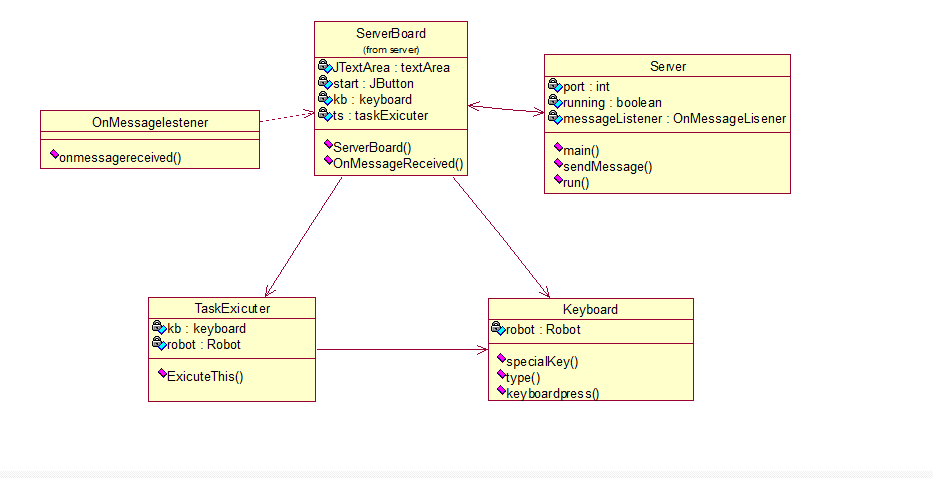 ServerBoard
(from server)
JTextArea : textArea
start : JButton
kb : keyboard
ts : taskExicuter
ServerBoard()
OnMessageReceived()
Server
port : int
running : boolean
messageListener : OnMessageLisener
main()
sendMessage()
run()
OnMessagelestener
onmessagereceived()
TaskExicuter
kb : keyboard
robot : Robot
ExicuteThis()
Keyboard
robot : Robot
specialKey()
type()
keyboardpress()